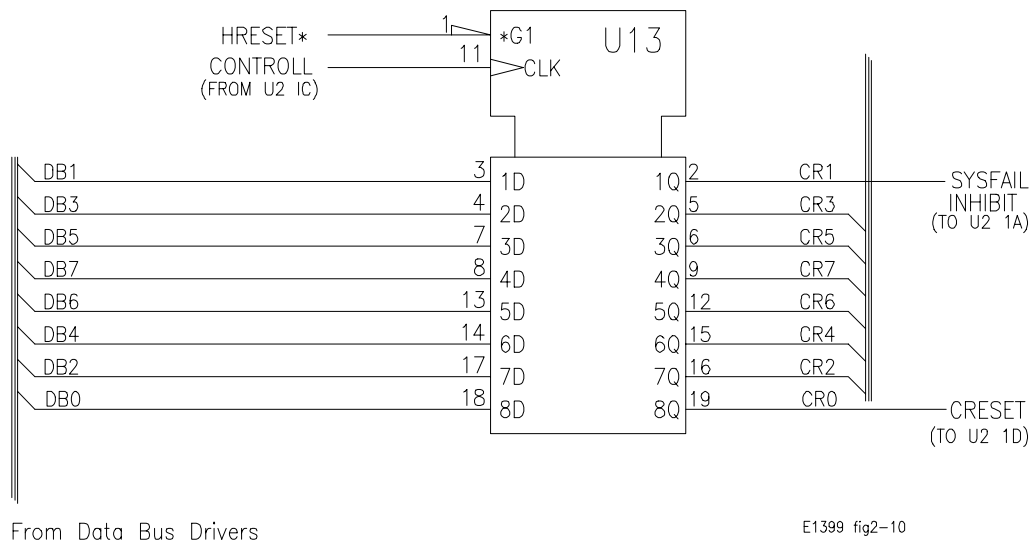 HRESET* 1 *G1 U13
CONTROLL 11 CLK
(FROM U2 IC)
DB1 3 1D 1Q 2 CR1 SYSFAIL
INHIBIT
(TO U2 1A)
DB3 4 2D 2Q 5 CR3
DB5 7 3D 3Q 6 CR5
DB7 8 4D 4Q 9 CR7
DB6 13 5D 5Q 12 CR6
DB4 14 6D 6Q 15 CR4
DB2 17 7D 7Q 16 CR2
DB0 18 8D 8Q 19 CR0 CRESET
(TO U2 1D)
From Data Bus Drivers
E1399 fig2-10